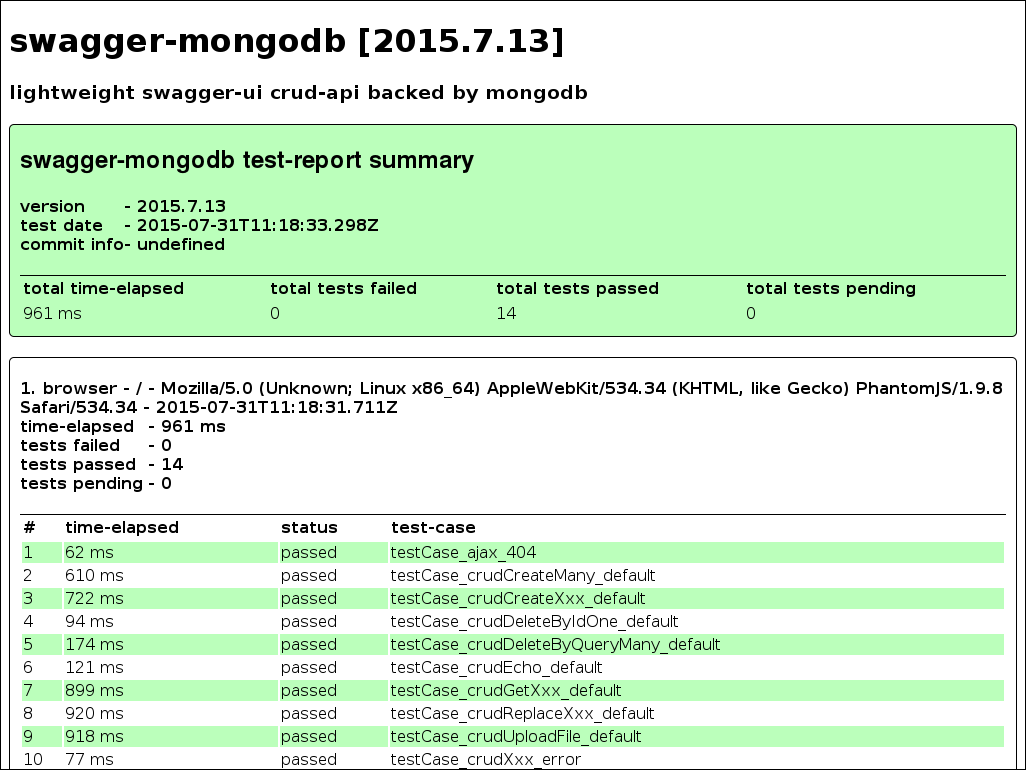 swagger-mongodb [2015.7.13]
lightweight swagger-ui crud-api backed by mongodb
swagger-mongodb test-report summary
version - 2015.7.13
test date - 2015-07-31T11:18:33.298Z
commit info- undefined
total time-elapsed total tests failed total tests passed total tests pending
961 ms 0 14 0
1. browser - / - Mozilla/5.0 (Unknown; Linux x86_64) AppleWebKit/534.34 (KHTML, like Gecko) PhantomJS/1.9.8
Safari/534.34 - 2015-07-31T11:18:31.711Z
time-elapsed - 961 ms
tests failed - 0
tests passed - 14
tests pending - 0
# time-elapsed status test-case
1 62 ms passed testCase_ajax_404
2 610 ms passed testCase_crudCreateMany_default
3 722 ms passed testCase_crudCreateXxx_default
4 94 ms passed testCase_crudDeleteByIdOne_default
5 174 ms passed testCase_crudDeleteByQueryMany_default
6 121 ms passed testCase_crudEcho_default
7 899 ms passed testCase_crudGetXxx_default
8 920 ms passed testCase_crudReplaceXxx_default
9 918 ms passed testCase_crudUploadFile_default
10 77 ms passed testCase_crudXxx_error